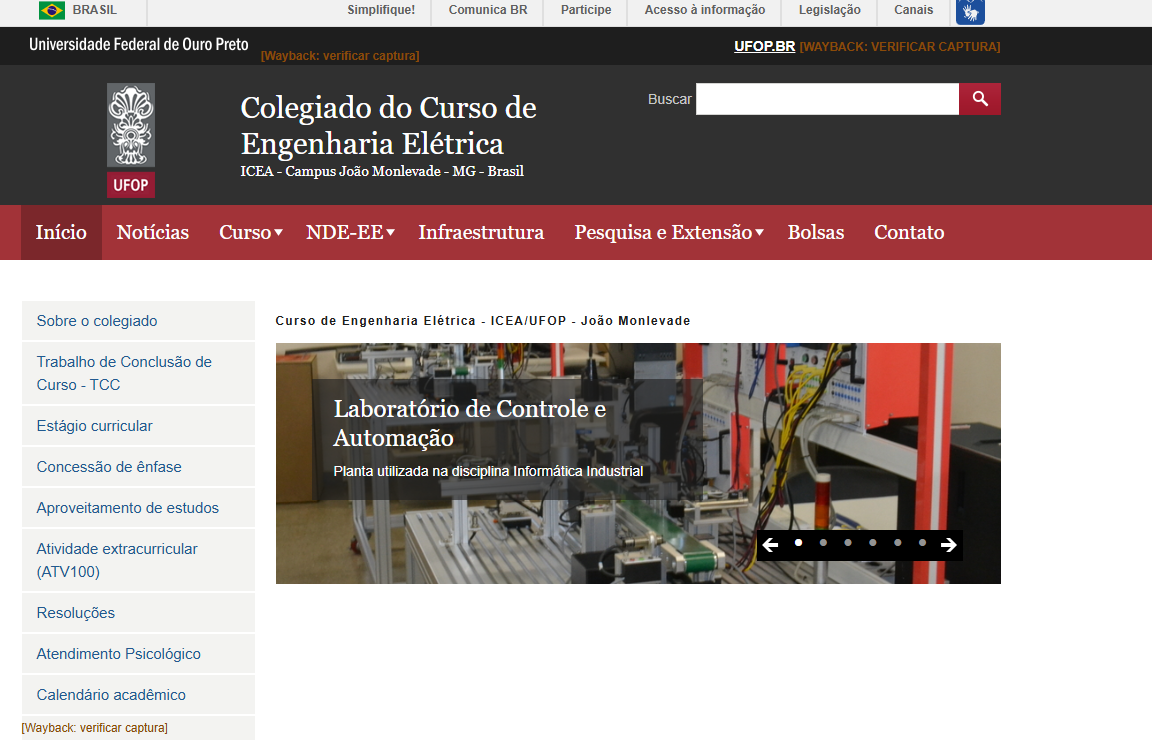 BRASIL
Simplifique!
Comunica BR
Participe
Acesso à informação
Legislação
Canais
Universidade Federal de Ouro Preto
[Wayback: verificar captura]
UFOP.BR [WAYBACK: VERIFICAR CAPTURA]
UFOP
Colegiado do Curso de
Engenharia Elétrica
ICEA - Campus João Monlevade - MG - Brasil
Buscar
Início
Notícias
Curso
NDE-EE
Infraestrutura
Pesquisa e Extensão
Bolsas
Contato
Sobre o colegiado
Trabalho de Conclusão de
Curso - TCC
Estágio curricular
Concessão de ênfase
Aproveitamento de estudos
Atividade extracurricular
(ATV100)
Resoluções
Atendimento Psicológico
Calendário acadêmico
[Wayback: verificar captura]
Curso de Engenharia Elétrica - ICEA/UFOP - João Monlevade
Laboratório de Controle e
Automação
Planta utilizada na disciplina Informática Industrial